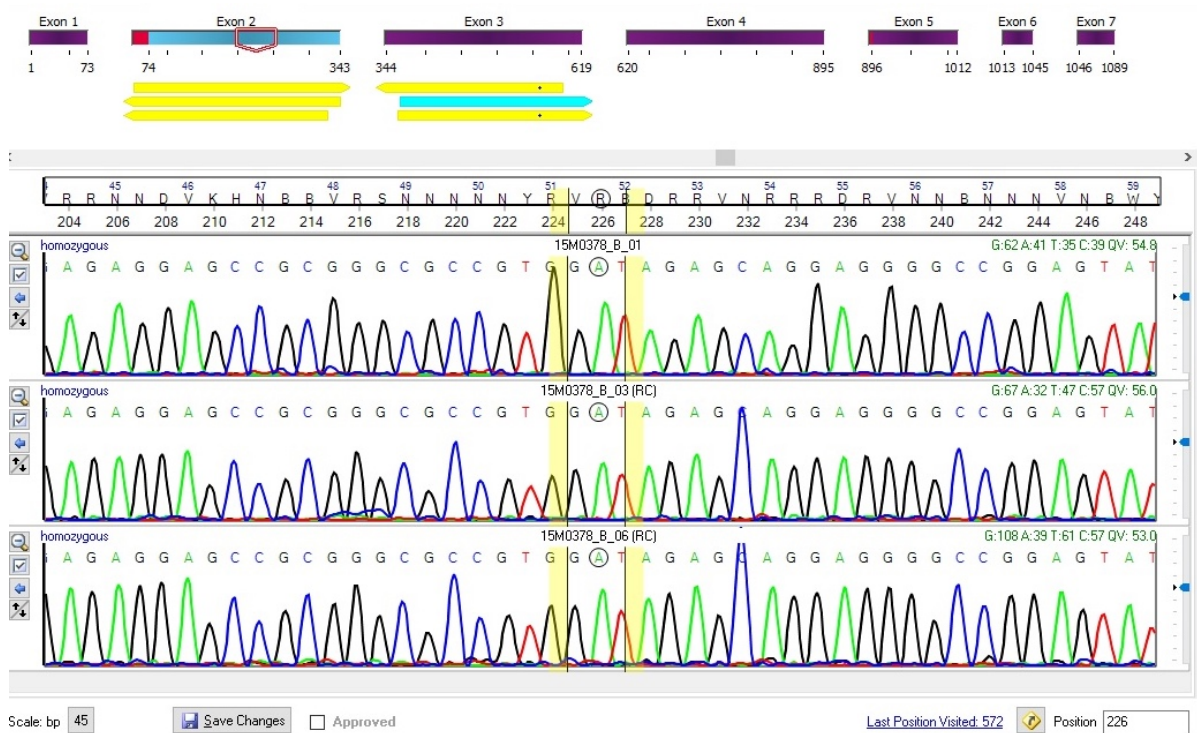 Exon 1 Exon 2 Exon 3 Exon 4 Exon 5 Exon 6 Exon 7
1 73 74 343 344 619 620 895 896 1012 1013 1045 1046 1089
45 46 47 48 49 50 51 52 53 54 55 56 57 58 59
R R N N D V K H N B B V R S N N N N N Y R V R B D R R V N R R R D R V N N B N N N V N B W Y
204 206 208 210 212 214 216 218 220 222 224 226 228 230 232 234 236 238 240 242 244 246 248
homozygous 15M0378_B_01 G:62 A:41 T:35 C:39 QV: 54.8
A G A G G A G C C G C G G G C G C C G T G G A T A G A G C A G G A G G G G C C G G A G T A T
homozygous 15M0378_B_03 (RC) G:67 A:32 T:47 C:57 QV: 56.0
A G A G G A G C C G C G G G C G C C G T G G A T A G A G C A G G A G G G G C C G G A G T A T
homozygous 15M0378_B_06 (RC) G:108 A:39 T:61 C:57 QV: 53.0
A G A G G A G C C G C G G G C G C C G T G G A T A G A G C A G G A G G G G C C G G A G T A T
Scale: bp 45 Save Changes Approved Last Position Visited: 572 Position 226